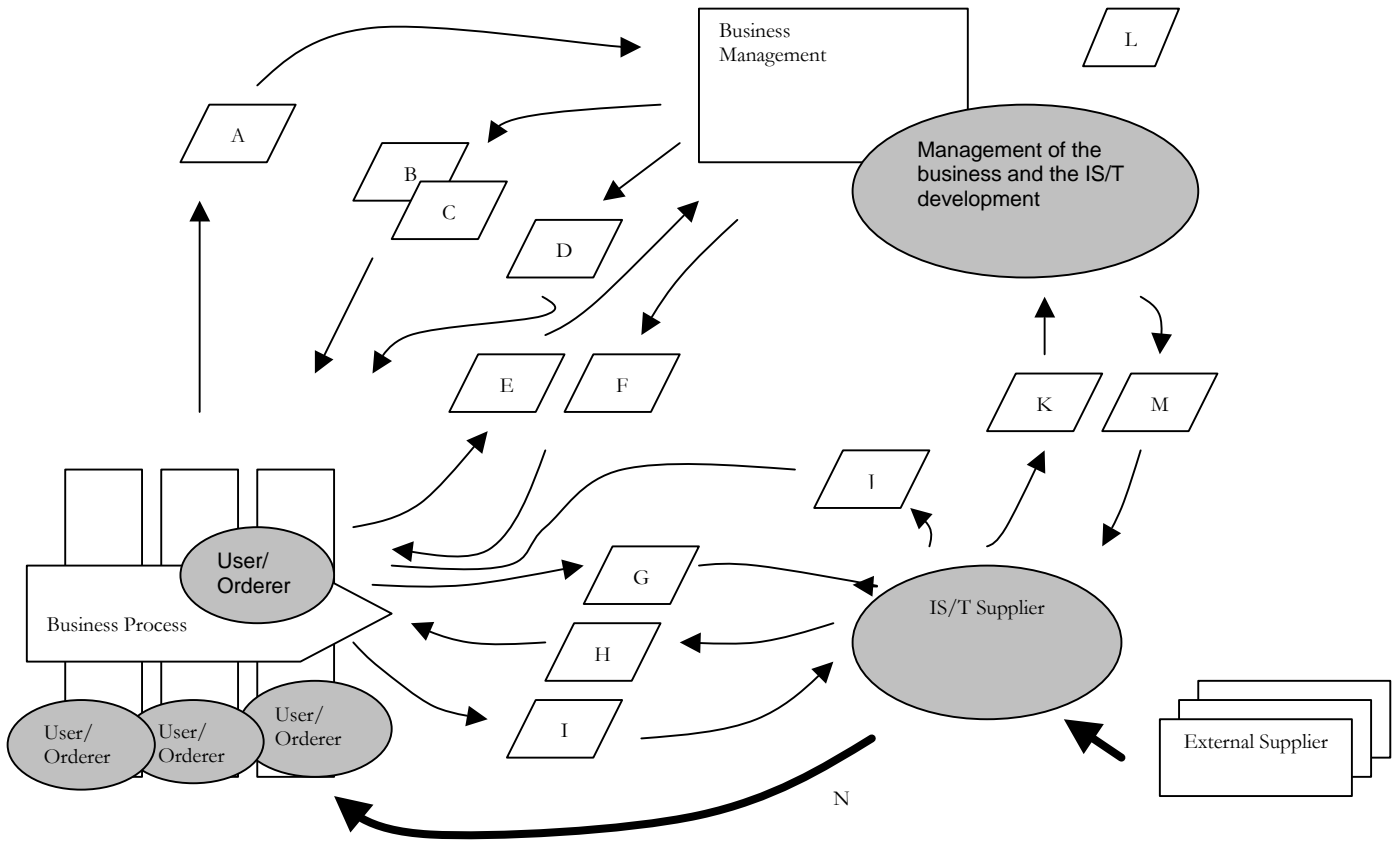 Business
Management
L
A
Management of the
business and the IS/T
development
B
C
D
E
F
K
M
J
User/
Orderer
G
IS/T Supplier
Business Process
H
I
User/
Orderer
User/
Orderer
User/
Orderer
External Supplier
N